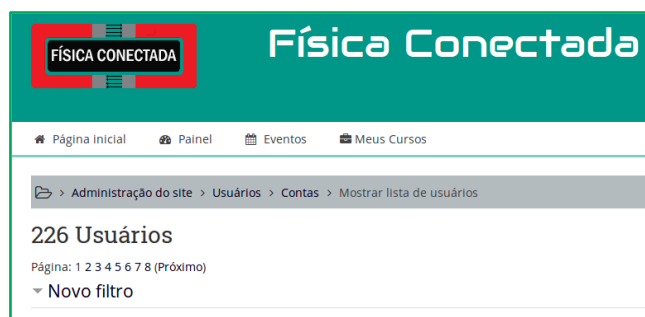 FÍSICA CONECTADA
Física Conectada
Página inicial Painel Eventos Meus Cursos
> Administração do site > Usuários > Contas > Mostrar lista de usuários
226 Usuários
Página: 1 2 3 4 5 6 7 8 (Próximo)
Novo filtro